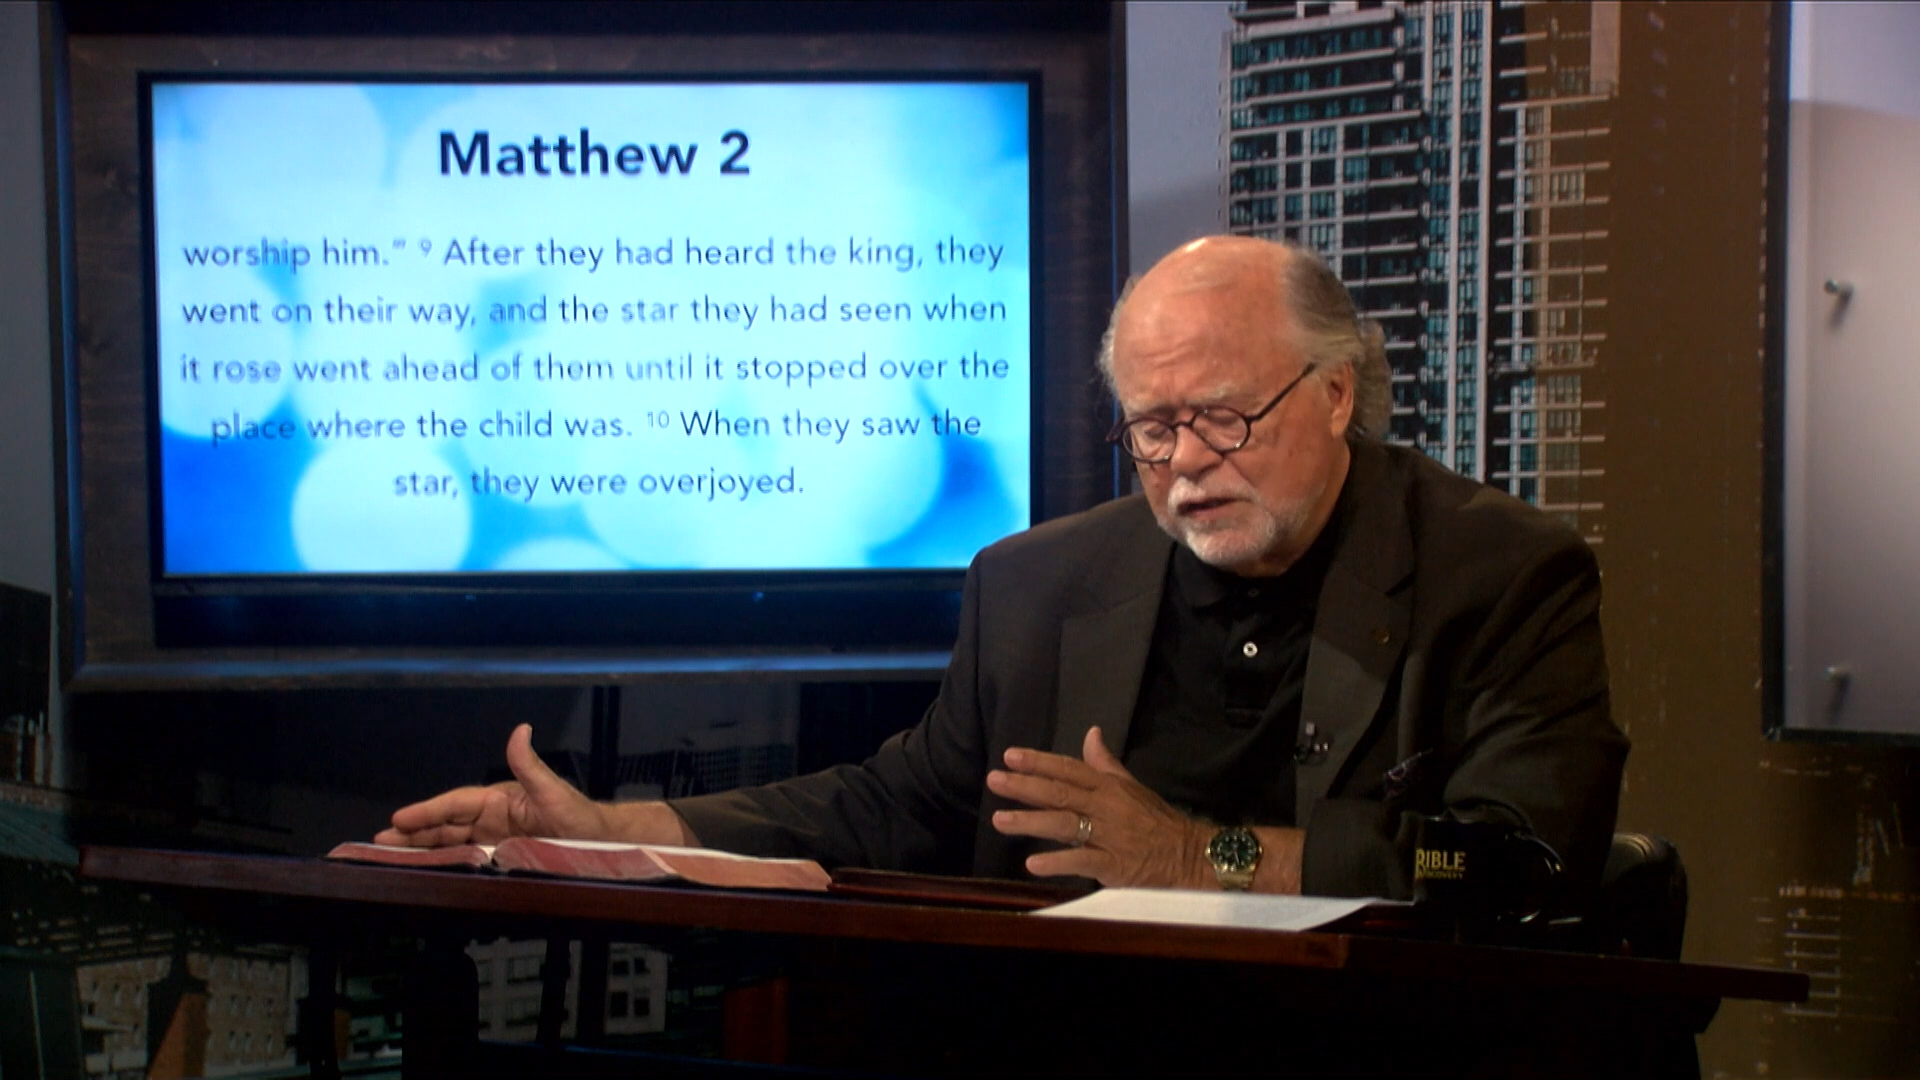 Matthew 2
worship him.” ⁹ After they had heard the king, they
went on their way, and the star they had seen when
it rose went ahead of them until it stopped over the
place where the child was. ¹⁰ When they saw the
star, they were overjoyed.
BIBLE
DISCOVERY